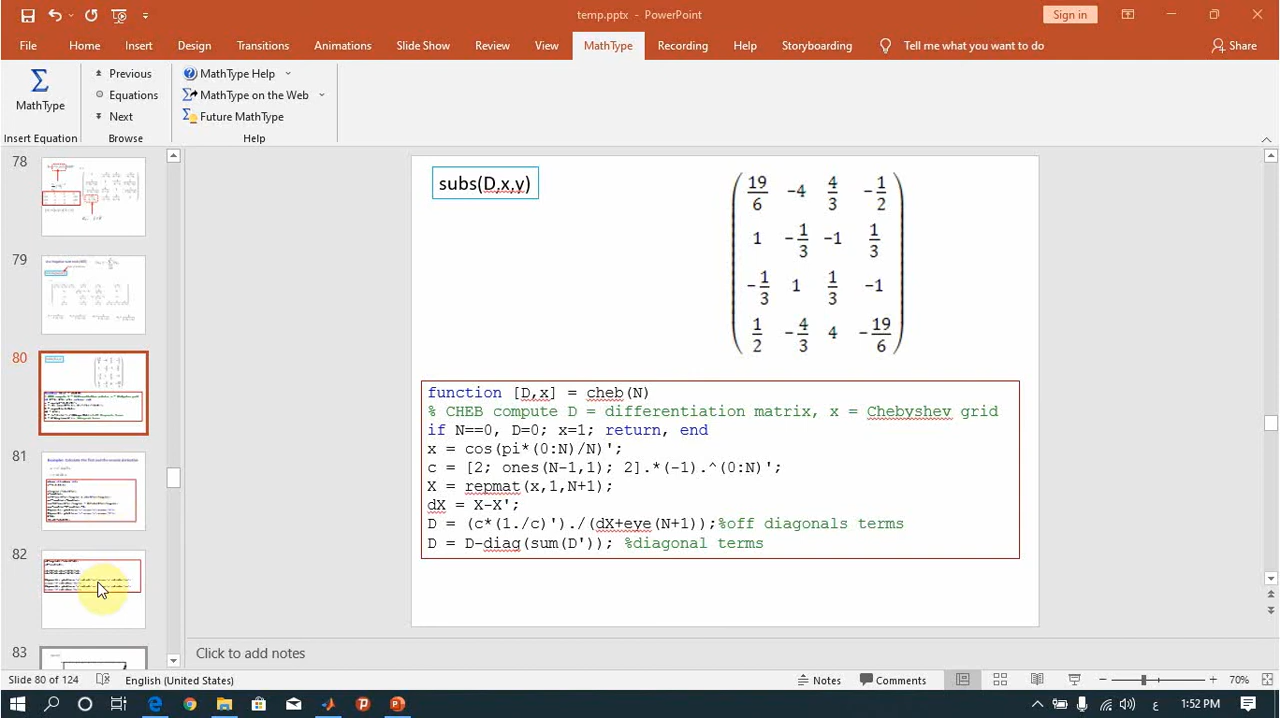 temp.pptx - PowerPoint
Sign in
File Home Insert Design Transitions Animations Slide Show Review View MathType Recording Help Storyboarding Tell me what you want to do Share
MathType
Insert Equation
Previous
Equations
Next
Browse
MathType Help
MathType on the Web
Future MathType
Help
78
79
80
81
82
83
subs(D,x,v)
19/6 -4 4/3 -1/2
1 -1/3 -1 1/3
-1/3 1 1/3 -1
1/2 -4/3 4 -19/6
function [D,x] = cheb(N)
% CHEB compute D = differentiation matrix, x = Chebyshev grid
if N==0, D=0; x=1; return, end
x = cos(pi*(0:N)/N)';
c = [2; ones(N-1,1); 2].*(-1).^(0:N)';
X = repmat(x,1,N+1);
dX = X-X';
D = (c*(1./c)')./(dX+eye(N+1));%off diagonals terms
D = D-diag(sum(D')); %diagonal terms
Click to add notes
Slide 80 of 124 English (United States) Notes Comments 70%
ع 1:52 PM